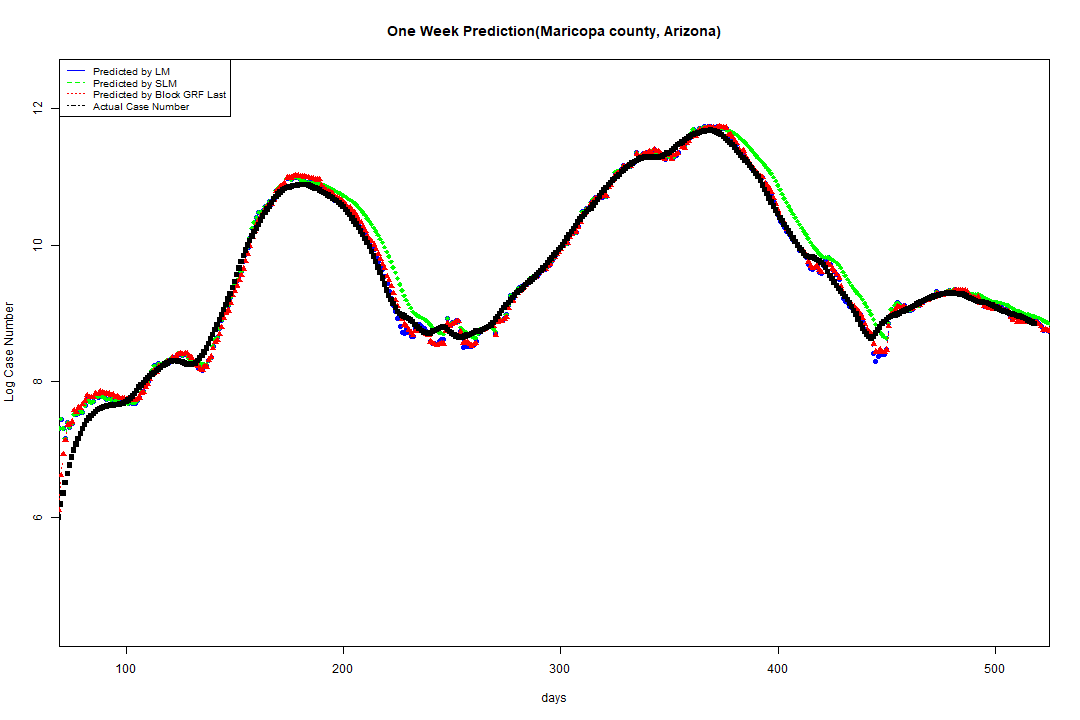 One Week Prediction(Maricopa county, Arizona)
Predicted by LM
Predicted by SLM
Predicted by Block GRF Last
Actual Case Number
12
10
8
6
Log Case Number
100 200 300 400 500
days